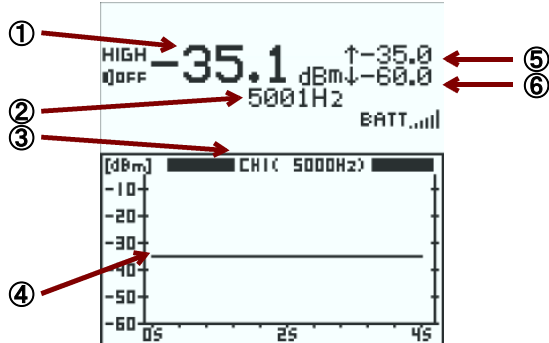 ① HIGH -35.1 dBm ↑-35.0 ⑤
OFF ↓-60.0 ⑥
② 5001Hz
BATT
③
[dBm] CH1( 5000Hz)
-10
-20
-30
④ -40
-50
-60
0s 2s 4s